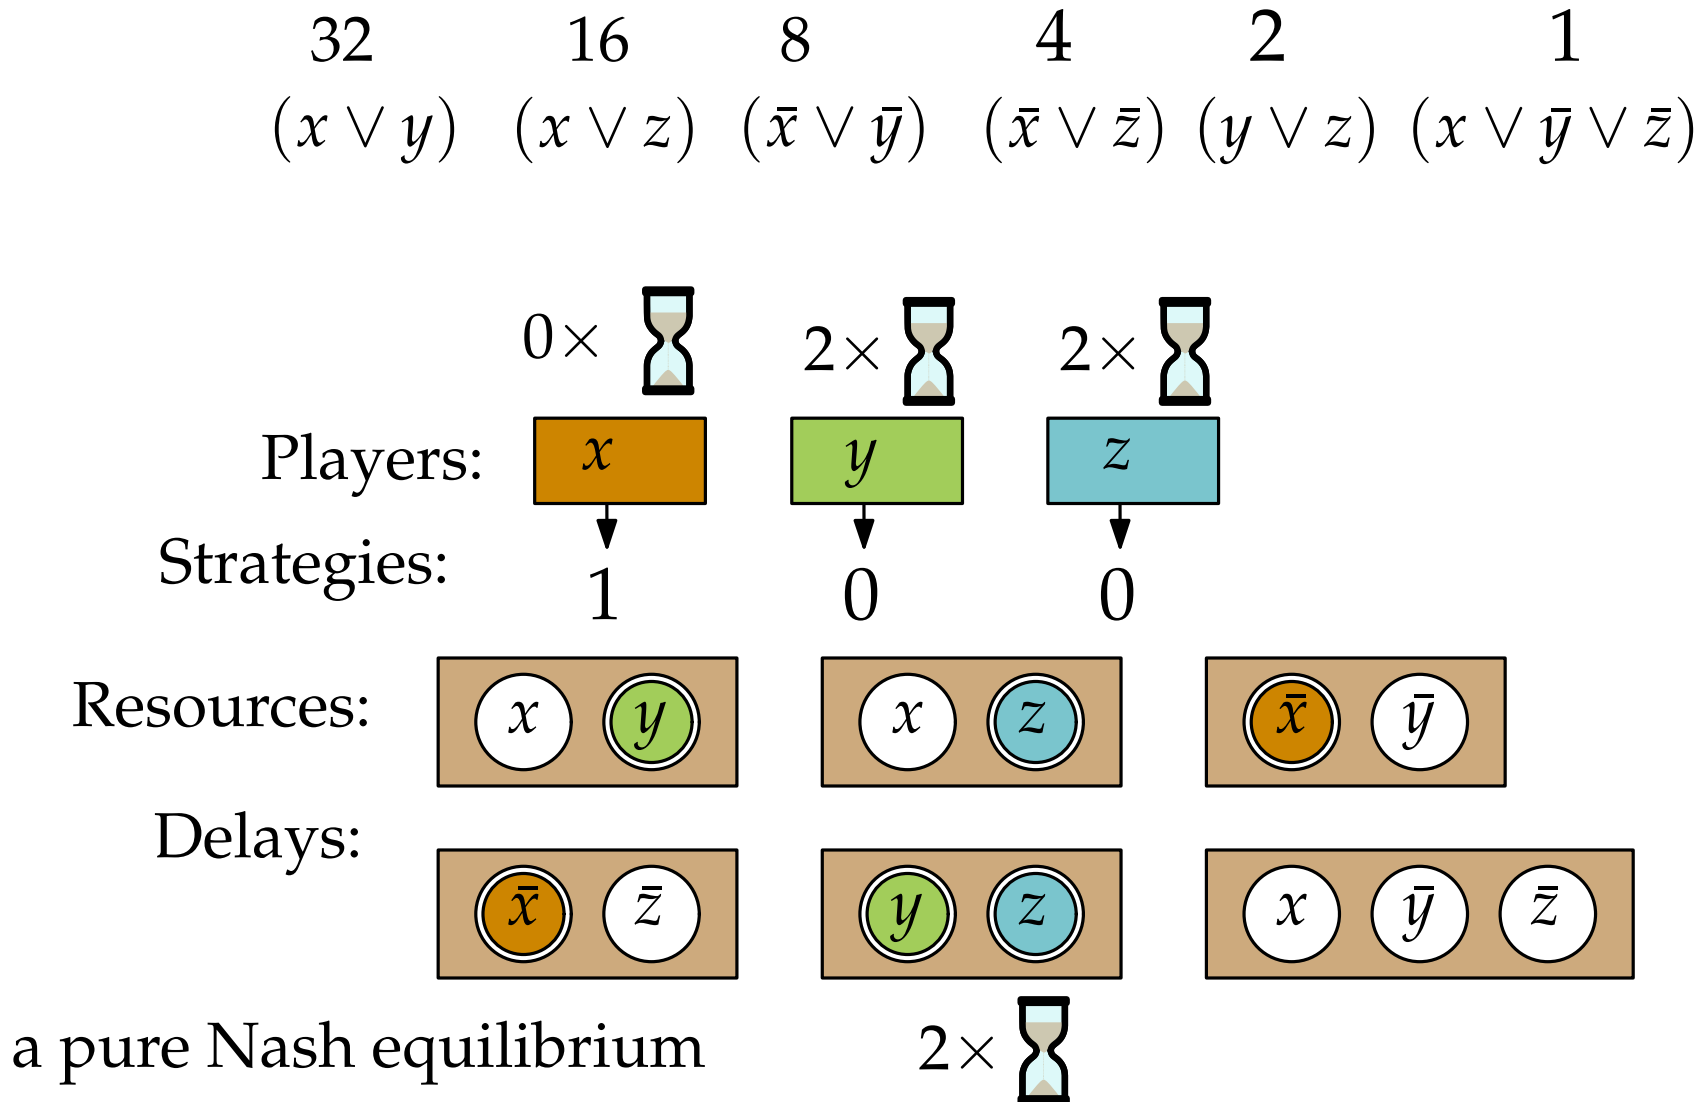 32 16 8 4 2 1
(x ∨ y) (x ∨ z) (x̄ ∨ ȳ) (x̄ ∨ z̄) (y ∨ z) (x ∨ ȳ ∨ z̄)
0× 2× 2×
Players: x y z
Strategies: 1 0 0
Resources: x y x z x̄ ȳ
Delays:
x̄ z̄ y z x ȳ z̄
a pure Nash equilibrium 2×